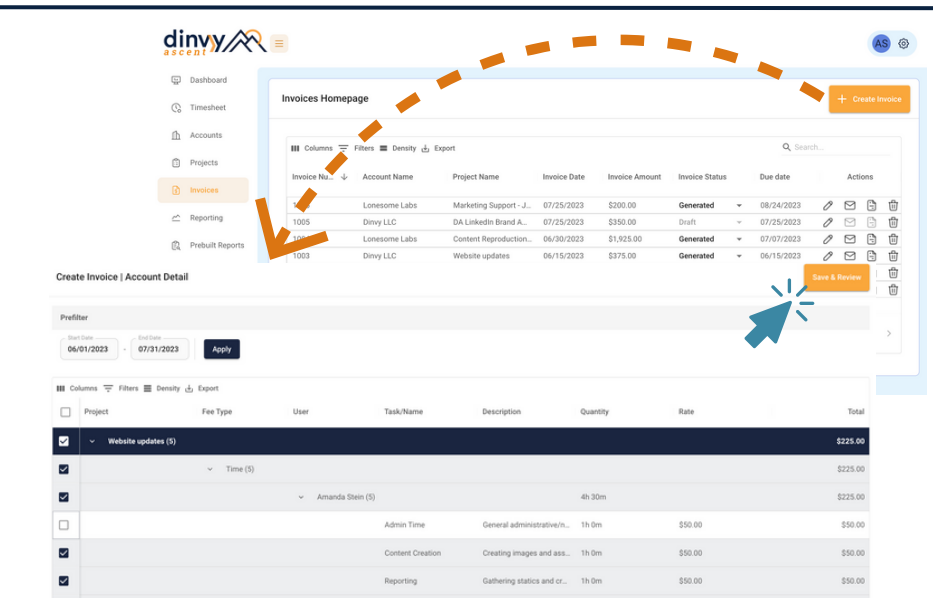 dinvy
ascent
AS
Dashboard
Timesheet
Accounts
Projects
Invoices
Reporting
Prebuilt Reports
Invoices Homepage
+ Create Invoice
Columns Filters Density Export
Search...
Invoice Nu... Account Name Project Name Invoice Date Invoice Amount Invoice Status Due date Actions
Lonesome Labs Marketing Support - J... 07/25/2023 $200.00 Generated 08/24/2023
1005 Dinvy LLC DA LinkedIn Brand A... 07/25/2023 $350.00 Draft 07/25/2023
Lonesome Labs Content Reproduction... 06/30/2023 $1,925.00 Generated 07/07/2023
1003 Dinvy LLC Website updates 06/15/2023 $375.00 Generated 06/15/2023
Create Invoice | Account Detail
Save & Review
Prefilter
Start Date End Date
06/01/2023 - 07/31/2023 Apply
Columns Filters Density Export
Project Fee Type User Task/Name Description Quantity Rate Total
Website updates (5) $225.00
Time (5) $225.00
Amanda Stein (5) 4h 30m $225.00
Admin Time General administrative/n... 1h 0m $50.00 $50.00
Content Creation Creating images and ass... 1h 0m $50.00 $50.00
Reporting Gathering statics and cr... 1h 0m $50.00 $50.00